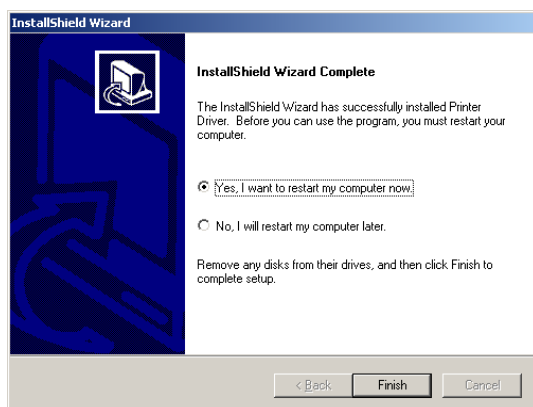 InstallShield Wizard
InstallShield Wizard Complete
The InstallShield Wizard has successfully installed Printer
Driver. Before you can use the program, you must restart your
computer.
Yes, I want to restart my computer now.
No, I will restart my computer later.
Remove any disks from their drives, and then click Finish to
complete setup.
< Back Finish Cancel